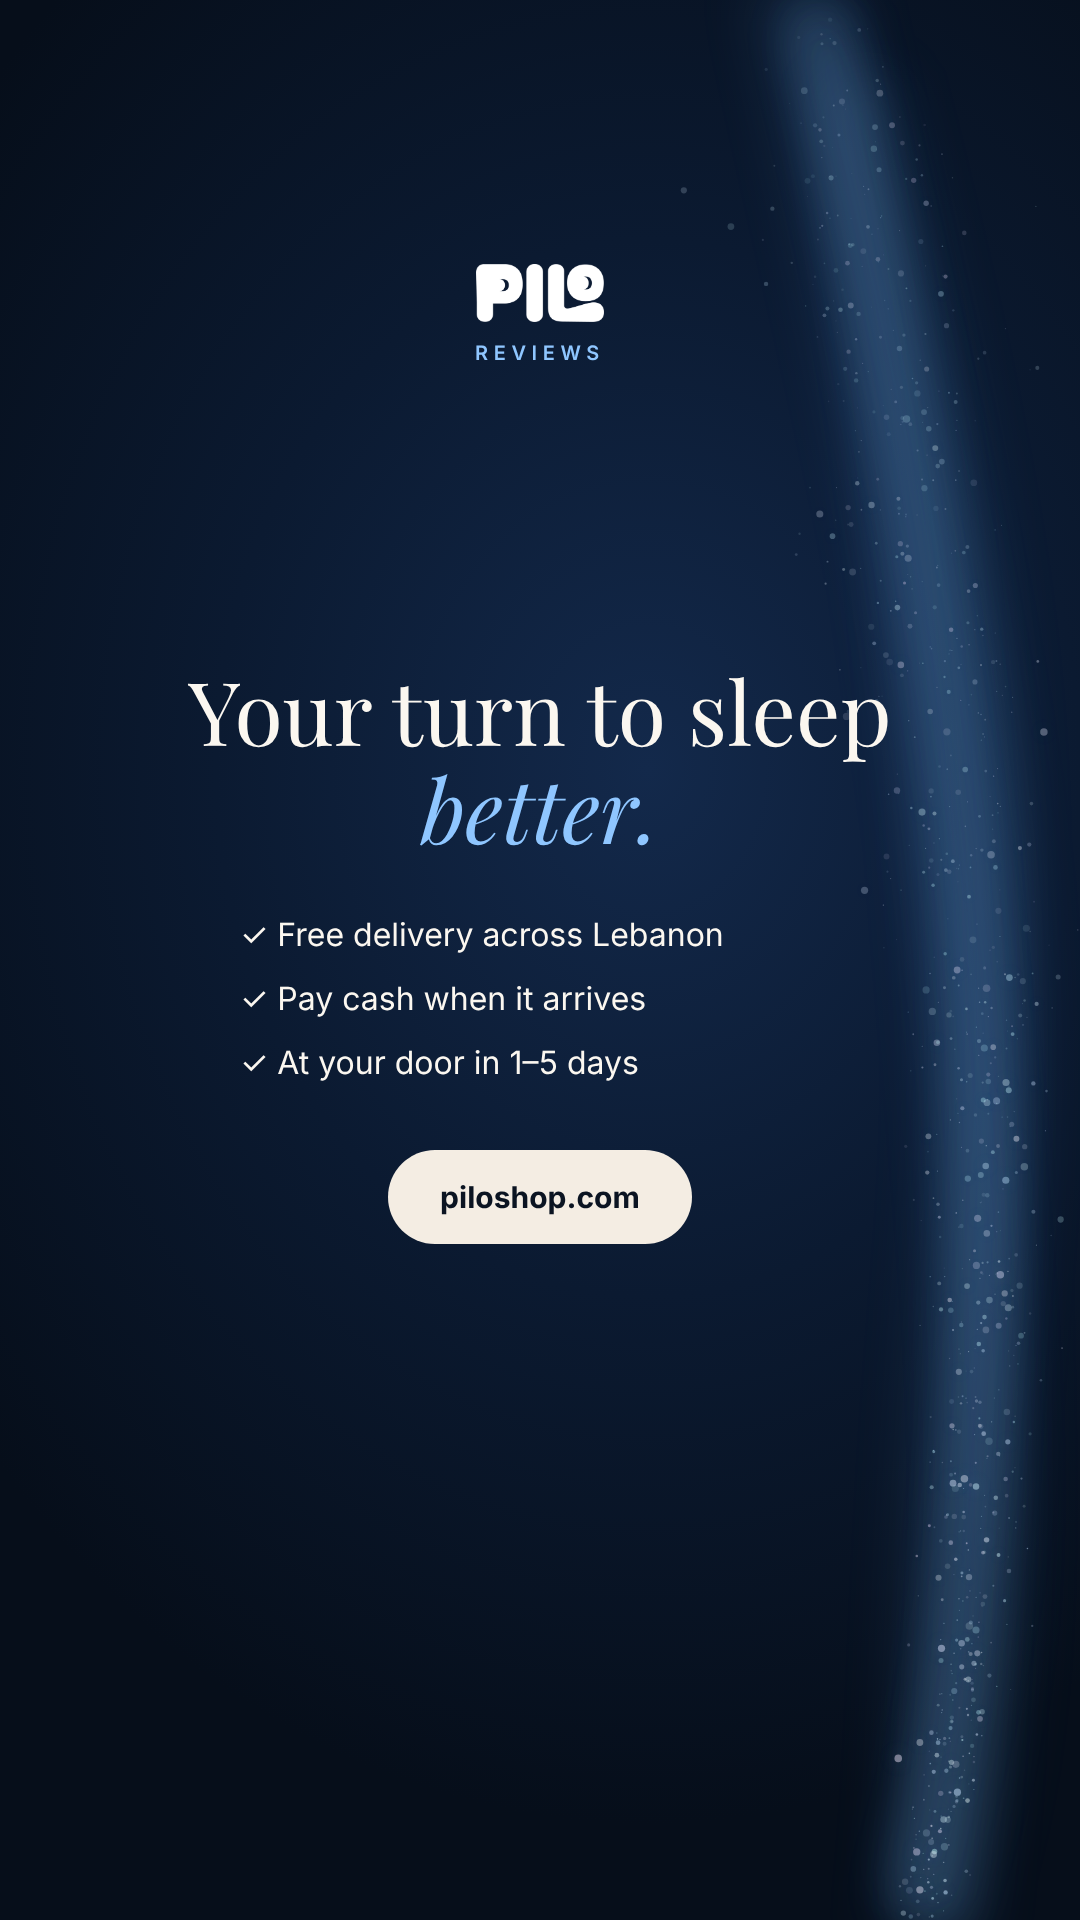 PILO
REVIEWS
Your turn to sleep
better.
✓ Free delivery across Lebanon
✓ Pay cash when it arrives
✓ At your door in 1–5 days
piloshop.com